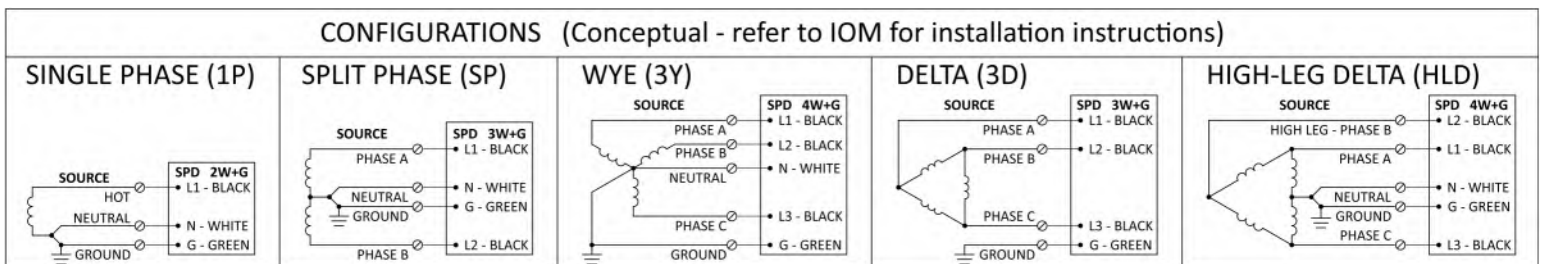 CONFIGURATIONS (Conceptual - refer to IOM for installation instructions)
SINGLE PHASE (1P)
SOURCE
SPD 2W+G
HOT
L1 - BLACK
NEUTRAL
N - WHITE
GROUND
G - GREEN
SPLIT PHASE (SP)
SOURCE
SPD 3W+G
PHASE A
L1 - BLACK
NEUTRAL
N - WHITE
GROUND
G - GREEN
PHASE B
L2 - BLACK
WYE (3Y)
SOURCE
SPD 4W+G
PHASE A
L1 - BLACK
PHASE B
L2 - BLACK
NEUTRAL
N - WHITE
PHASE C
L3 - BLACK
GROUND
G - GREEN
DELTA (3D)
SOURCE
SPD 3W+G
PHASE A
L1 - BLACK
PHASE B
L2 - BLACK
PHASE C
L3 - BLACK
GROUND
G - GREEN
HIGH-LEG DELTA (HLD)
SOURCE
SPD 4W+G
HIGH LEG - PHASE B
L2 - BLACK
PHASE A
L1 - BLACK
NEUTRAL
N - WHITE
GROUND
G - GREEN
PHASE C
L3 - BLACK